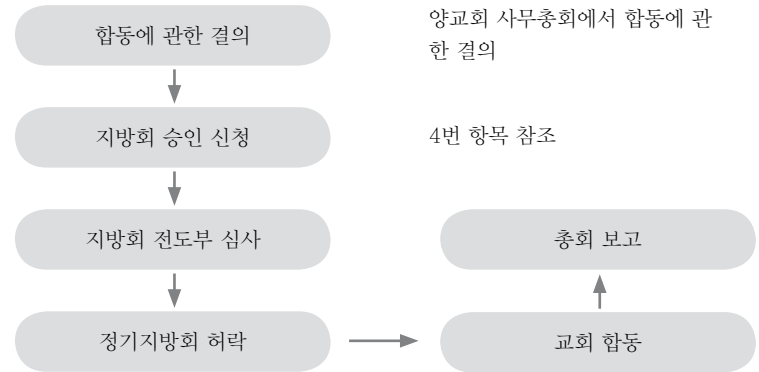 합동에 관한 결의
양교회 사무총회에서 합동에 관
한 결의
지방회 승인 신청
4번 항목 참조
지방회 전도부 심사
정기지방회 허락
교회 합동
총회 보고